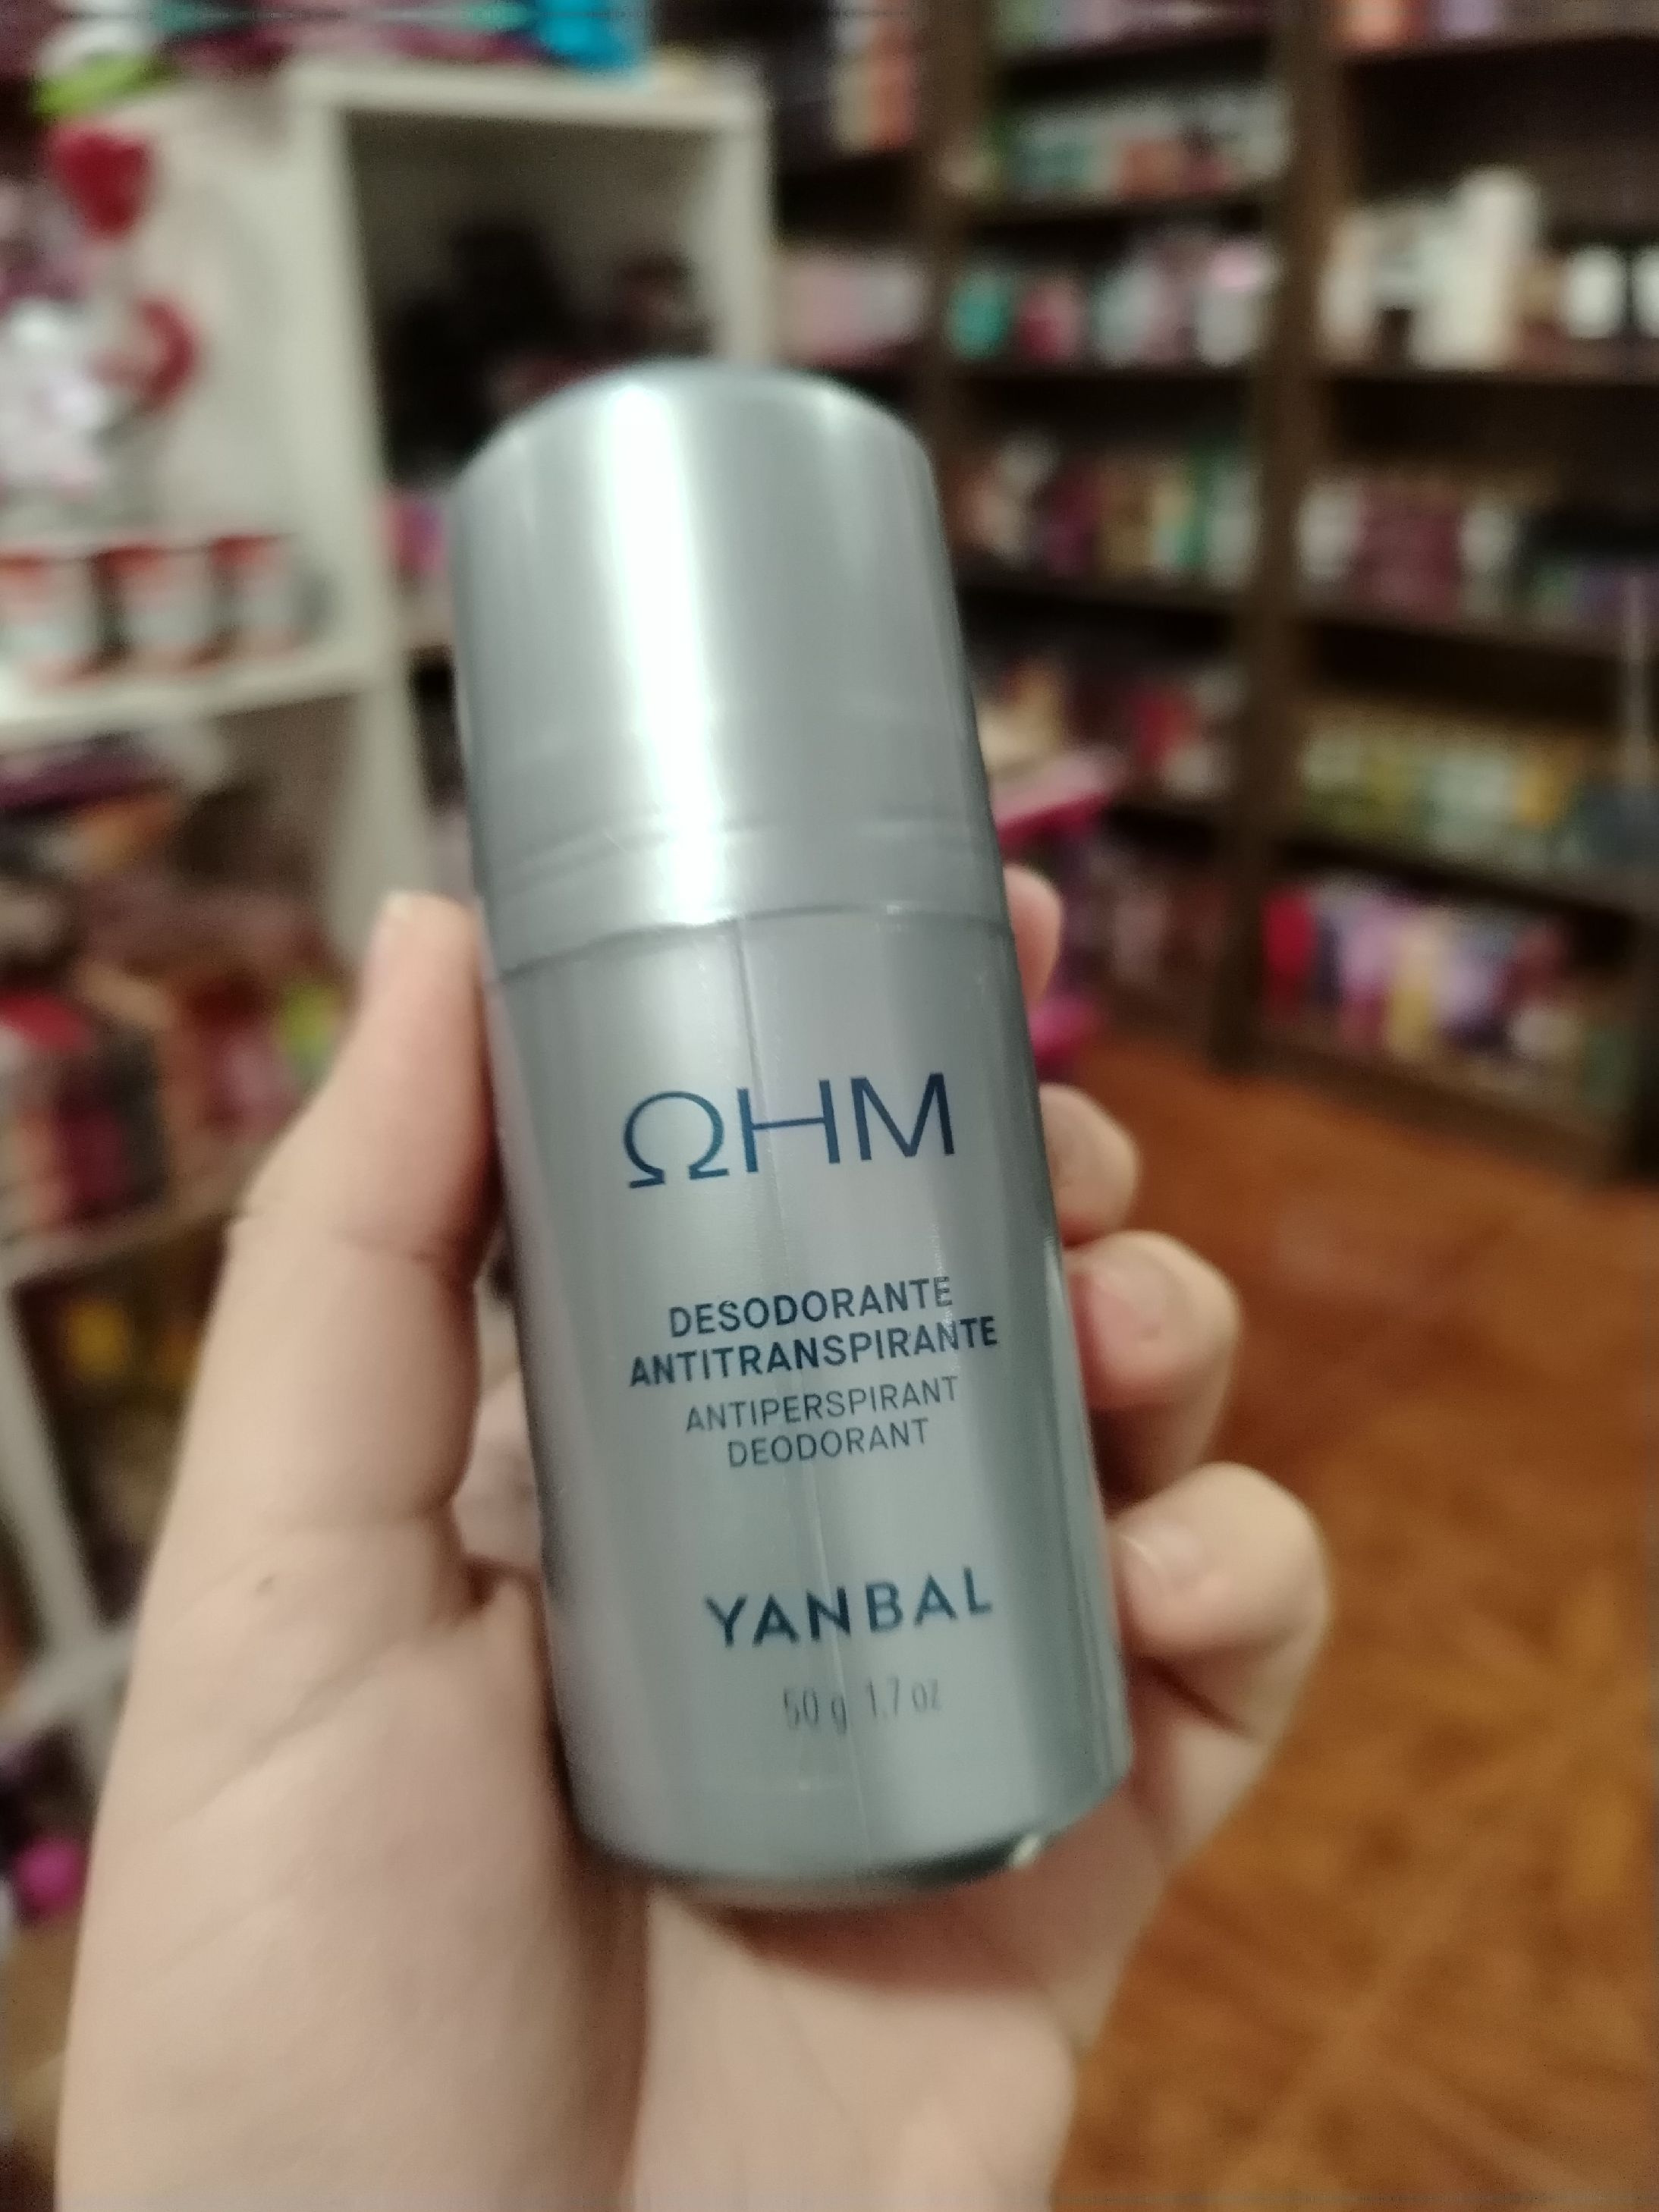 ΩHM
DESODORANTE
ANTITRANSPIRANTE
ANTIPERSPIRANT
DEODORANT
YANBAL
50 g 1.7 oz